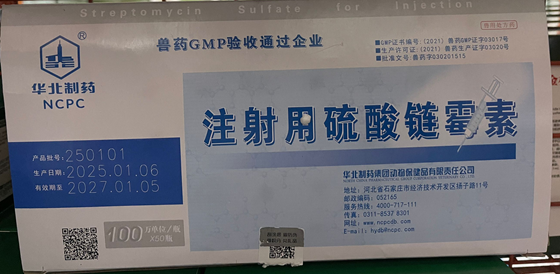 Streptomycin Sulfate for Injection
兽药GMP验收通过企业
GMP证书编号:(2021)兽药GMP证字03017号
生产许可证:(2021)兽药生产证字03030号
批准文号:兽药字030201515
华北制药
NCPC
注射用硫酸链霉素
产品批号:250101
生产日期:2025.01.06
有效期至:2027.01.05
华北制药集团动物保健品有限责任公司
地址:河北省石家庄市经济技术开发区扬子路11号
邮政编码:052165
服务热线:4000-717-111
传真:0311-8537 8301
网址:www.ncpcdb.com
E-mail:hydb@ncpc.com
100万单位/瓶
X50瓶